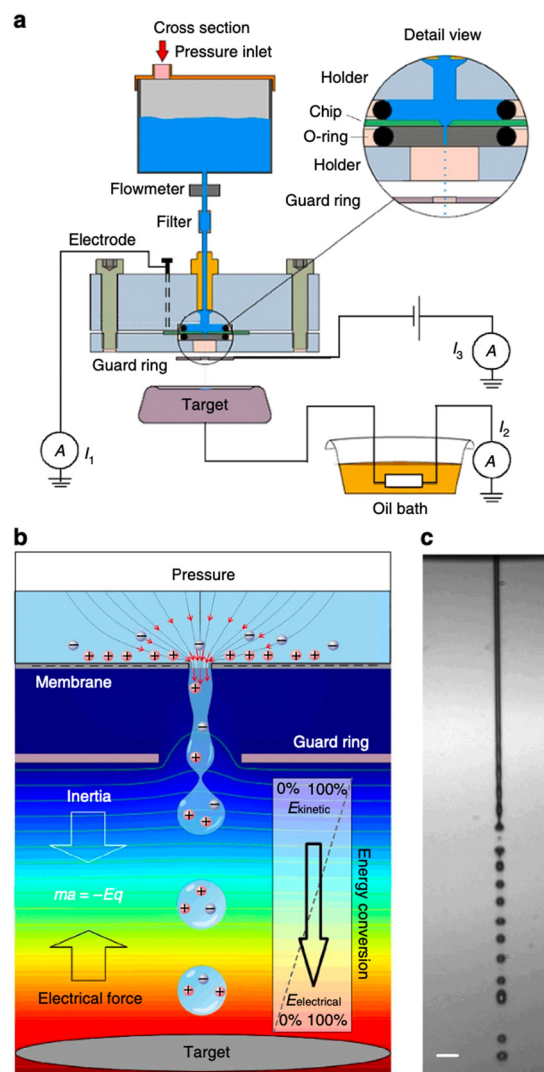 a
Cross section
Pressure inlet
Detail view
Holder
Chip
O-ring
Holder
Flowmeter
Filter
Guard ring
Electrode
Guard ring
Target
A
I3
A
I1
I2
A
Oil bath
b
c
Pressure
Membrane
Guard ring
Inertia
0% 100%
Ekinetic
ma = –Eq
Energy conversion
Electrical force
Eelectrical
0% 100%
Target